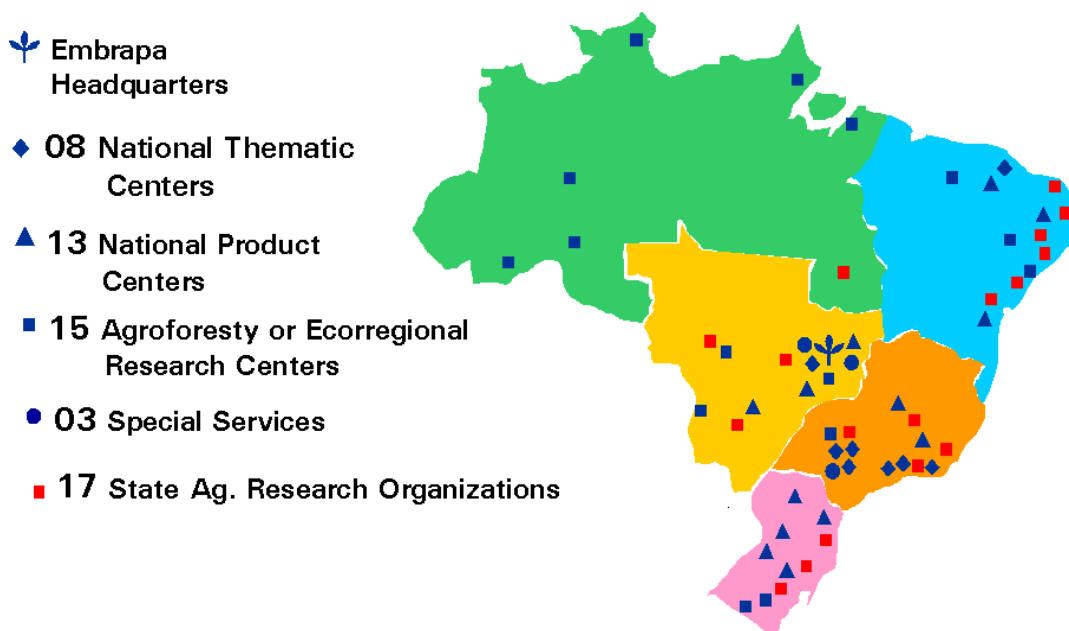 Embrapa
Headquarters
08 National Thematic
Centers
13 National Product
Centers
15 Agroforesty or Ecorregional
Research Centers
03 Special Services
17 State Ag. Research Organizations